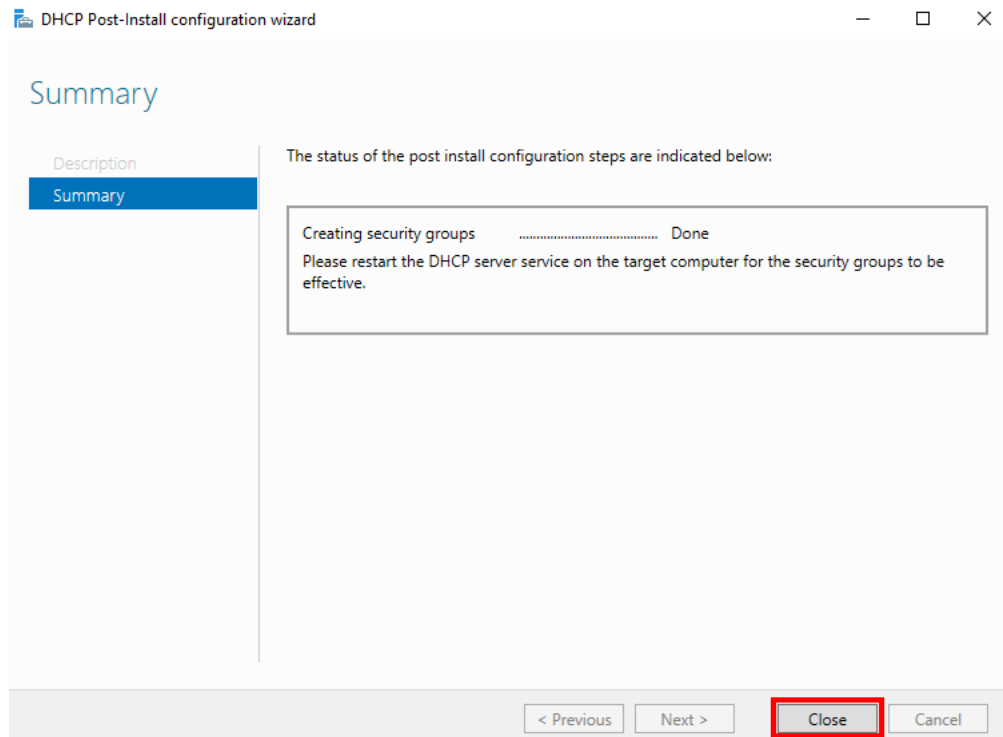 DHCP Post-Install configuration wizard
Summary
Description
Summary
The status of the post install configuration steps are indicated below:
Creating security groups ........................................ Done
Please restart the DHCP server service on the target computer for the security groups to be
effective.
< Previous
Next >
Close
Cancel